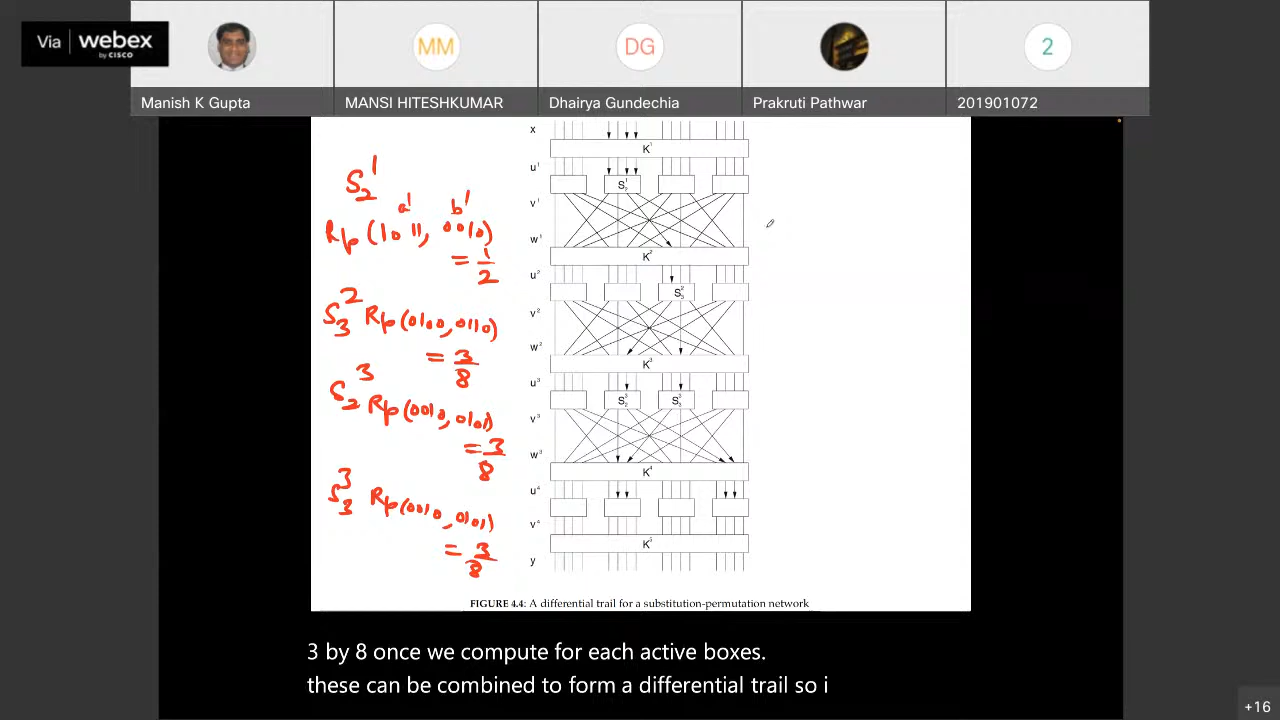 Via webex
by CISCO
MM
DG
2
Manish K Gupta
MANSI HITESHKUMAR
Dhairya Gundechia
Prakruti Pathwar
201901072
S₂¹
a' b'
Rp (1011, 0010)
= 1/2
S₃² Rp(0100, 0110)
= 3/8
S₂³ Rp(0010, 0101)
= 3/8
S₃³ Rp(0010, 0101)
= 3/8
x
K¹
u¹
S₂¹
v¹
w¹
K²
u²
S₃²
v²
w²
K³
u³
S₂³ S₃³
v³
w³
K⁴
u⁴
v⁴
K⁵
y
FIGURE 4.4: A differential trail for a substitution-permutation network
3 by 8 once we compute for each active boxes.
these can be combined to form a differential trail so i
+16